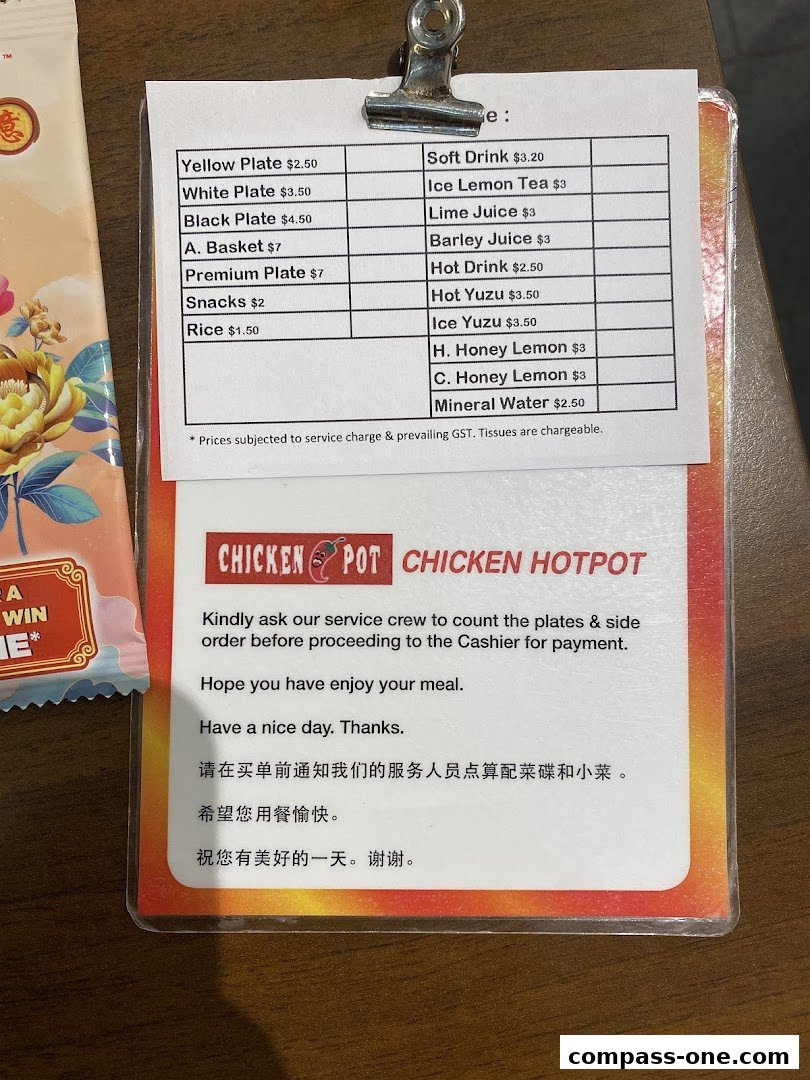 ™
意
A
WIN
E*
e :
Yellow Plate $2.50
White Plate $3.50
Black Plate $4.50
A. Basket $7
Premium Plate $7
Snacks $2
Rice $1.50
Soft Drink $3.20
Ice Lemon Tea $3
Lime Juice $3
Barley Juice $3
Hot Drink $2.50
Hot Yuzu $3.50
Ice Yuzu $3.50
H. Honey Lemon $3
C. Honey Lemon $3
Mineral Water $2.50
* Prices subjected to service charge & prevailing GST. Tissues are chargeable.
CHICKEN POT CHICKEN HOTPOT
Kindly ask our service crew to count the plates & side
order before proceeding to the Cashier for payment.
Hope you have enjoy your meal.
Have a nice day. Thanks.
请在买单前通知我们的服务人员点算配菜碟和小菜 。
希望您用餐愉快。
祝您有美好的一天。谢谢。
compass-one.com